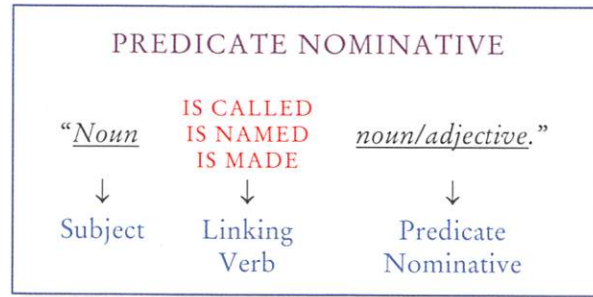 PREDICATE NOMINATIVE
IS CALLED
“Noun IS NAMED noun/adjective.”
IS MADE
↓ ↓ ↓
Subject Linking Predicate
Verb Nominative